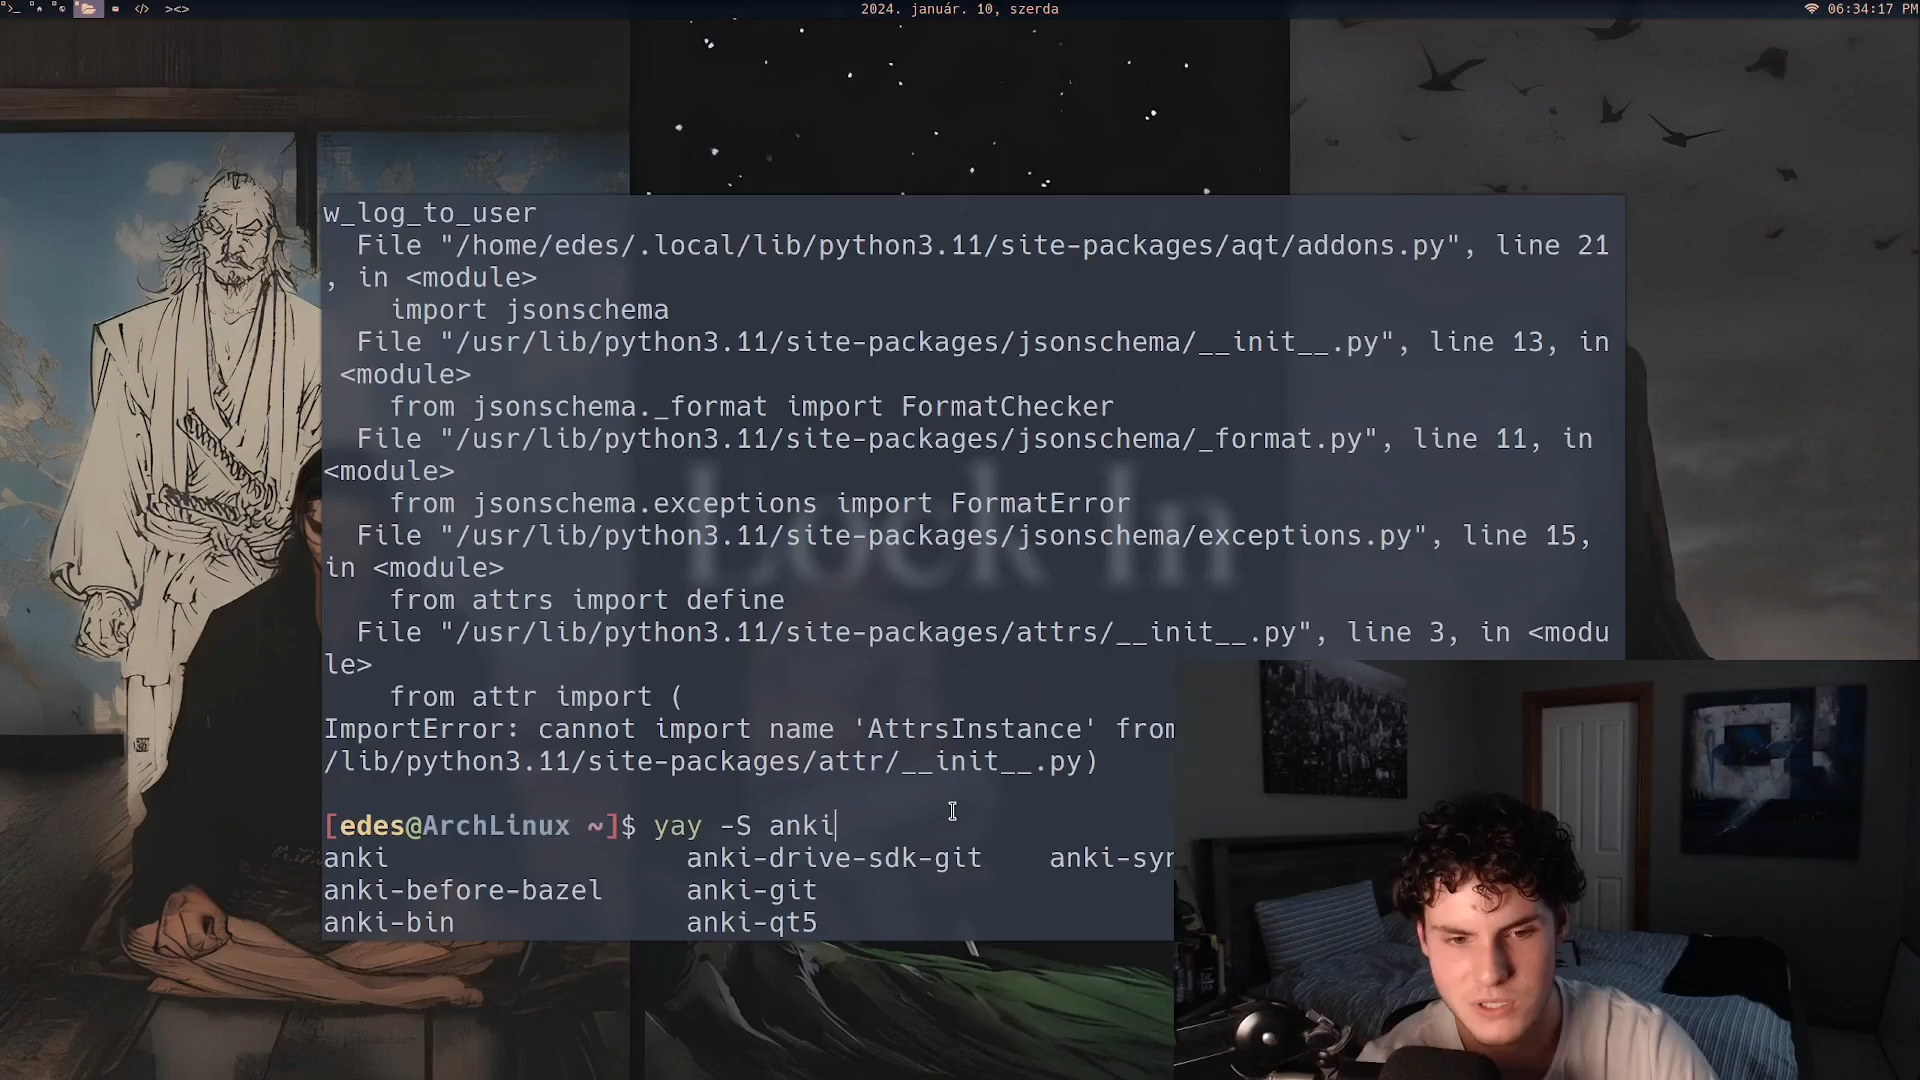 2024. január. 10, szerda
06:34:17 PM
w_log_to_user
File "/home/edes/.local/lib/python3.11/site-packages/aqt/addons.py", line 21
, in <module>
import jsonschema
File "/usr/lib/python3.11/site-packages/jsonschema/__init__.py", line 13, in
<module>
from jsonschema._format import FormatChecker
File "/usr/lib/python3.11/site-packages/jsonschema/_format.py", line 11, in
<module>
from jsonschema.exceptions import FormatError
File "/usr/lib/python3.11/site-packages/jsonschema/exceptions.py", line 15,
in <module>
from attrs import define
File "/usr/lib/python3.11/site-packages/attrs/__init__.py", line 3, in <modu
le>
from attr import (
ImportError: cannot import name 'AttrsInstance' from
/lib/python3.11/site-packages/attr/__init__.py)
[edes@ArchLinux ~]$ yay -S anki
anki anki-drive-sdk-git anki-syn
anki-before-bazel anki-git
anki-bin anki-qt5
Lock In